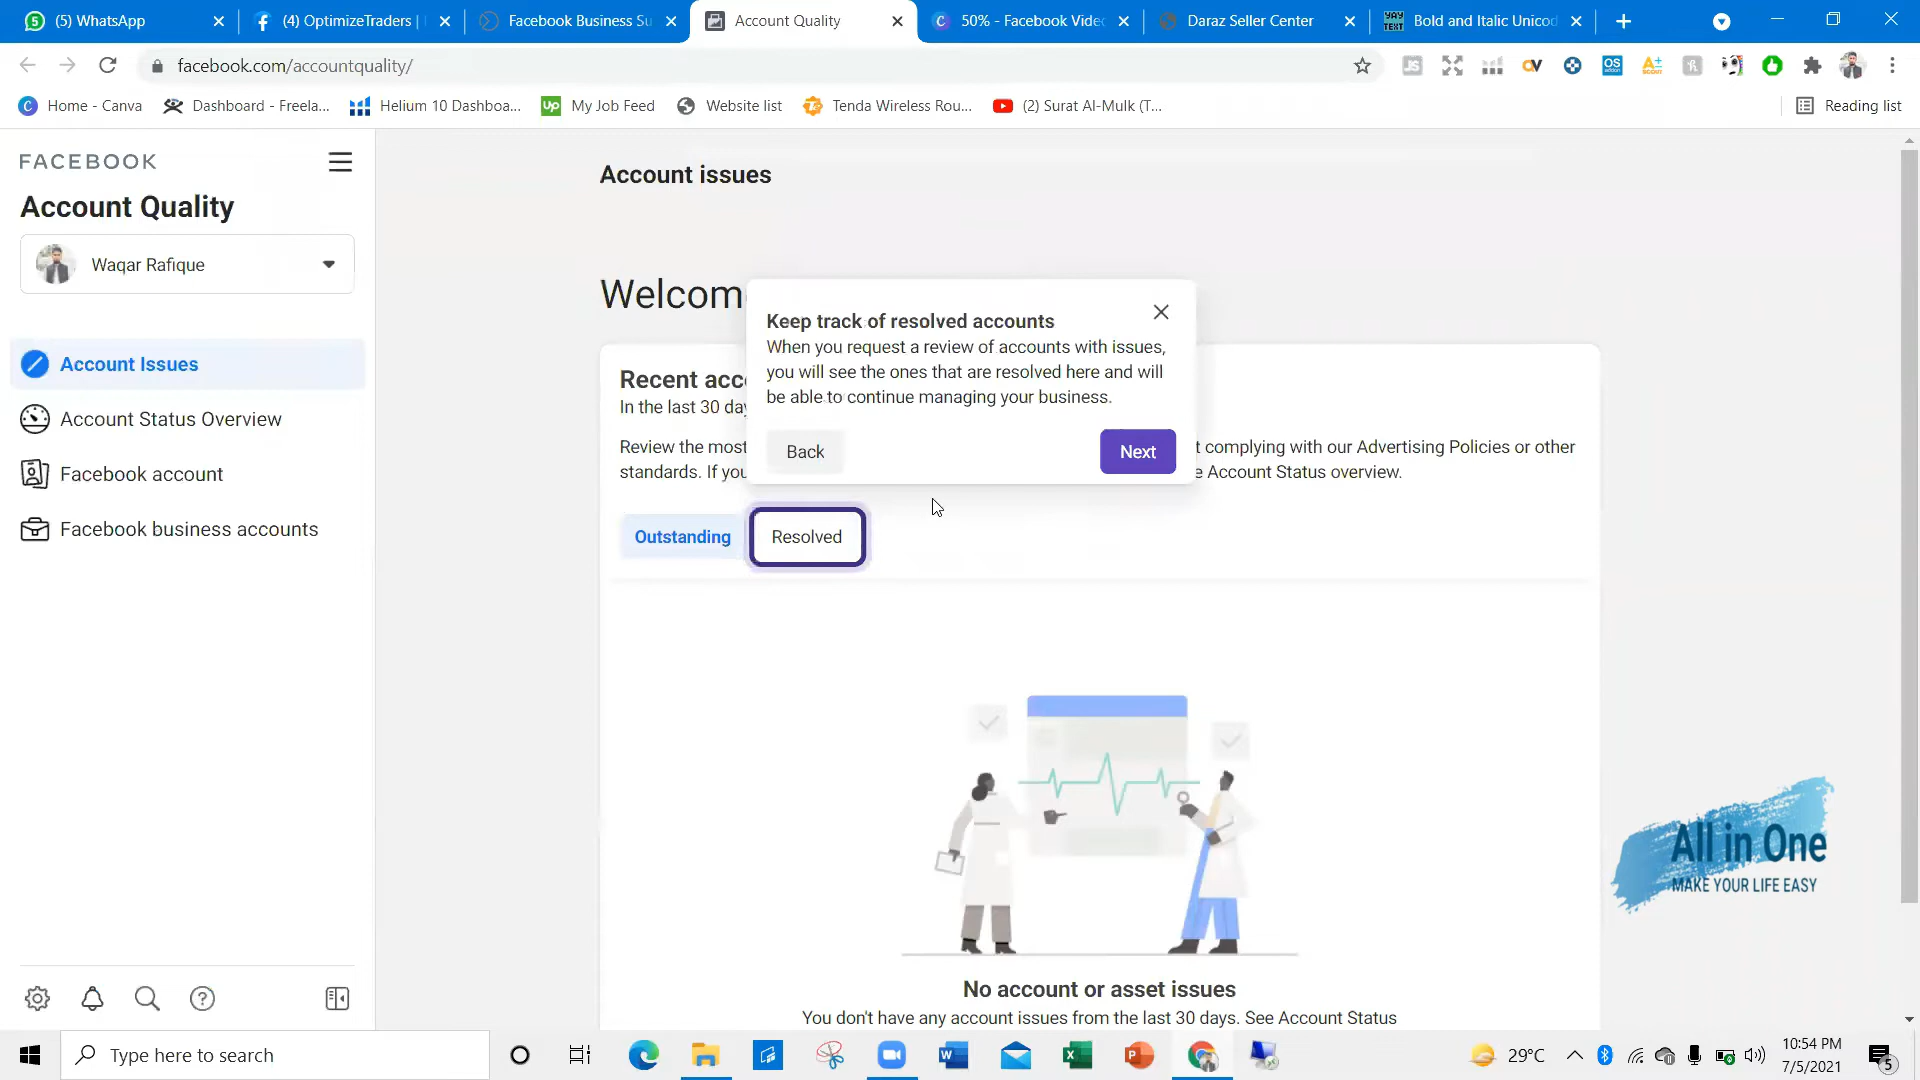 (5) WhatsApp
(4) OptimizeTraders |
Facebook Business Su
Account Quality
50% - Facebook Vide
Daraz Seller Center
Bold and Italic Unicod
facebook.com/accountquality/
Home - Canva
Dashboard - Freela...
Helium 10 Dashboa...
My Job Feed
Website list
Tenda Wireless Rou...
(2) Surat Al-Mulk (T...
Reading list
FACEBOOK
Account Quality
Waqar Rafique
Account Issues
Account Status Overview
Facebook account
Facebook business accounts
Account issues
Welcom
Keep track of resolved accounts
When you request a review of accounts with issues,
you will see the ones that are resolved here and will
be able to continue managing your business.
Back
Next
Recent acc
In the last 30 day
Review the most t complying with our Advertising Policies or other
standards. If you e Account Status overview.
Outstanding
Resolved
No account or asset issues
You don't have any account issues from the last 30 days. See Account Status
All in One
MAKE YOUR LIFE EASY
Type here to search
29°C
10:54 PM
7/5/2021
5